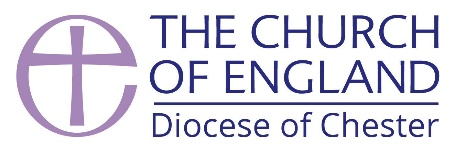 THE CHURCH
OF ENGLAND
Diocese of Chester